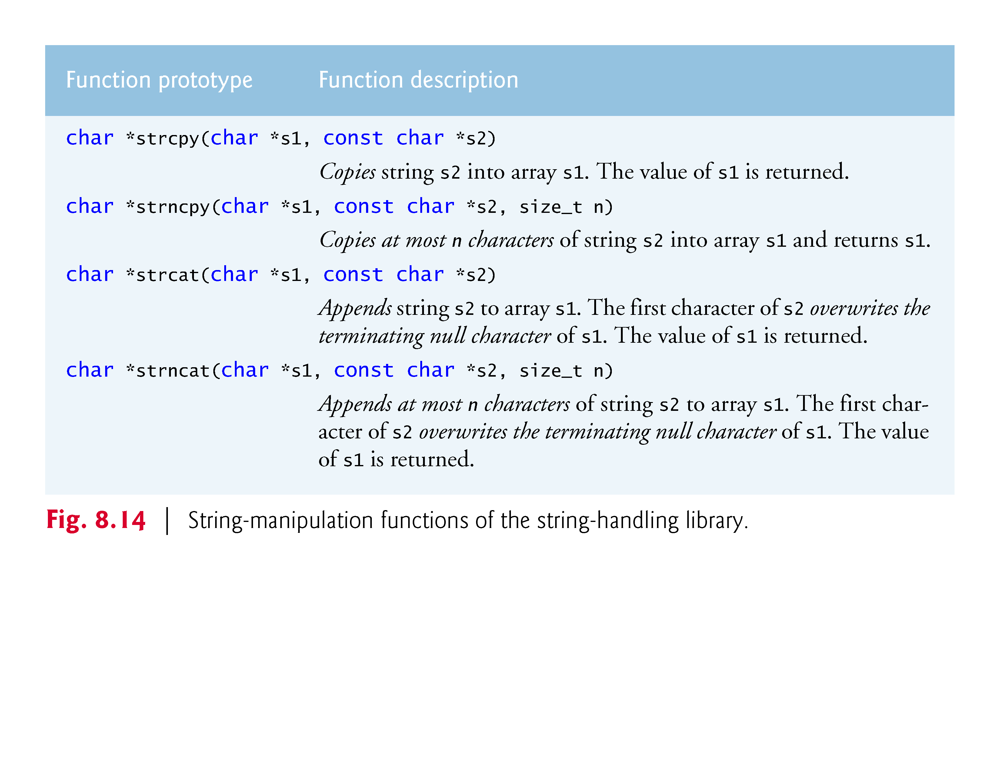 Function prototype Function description
char *strcpy(char *s1, const char *s2)
Copies string s2 into array s1. The value of s1 is returned.
char *strncpy(char *s1, const char *s2, size_t n)
Copies at most n characters of string s2 into array s1 and returns s1.
char *strcat(char *s1, const char *s2)
Appends string s2 to array s1. The first character of s2 overwrites the
terminating null character of s1. The value of s1 is returned.
char *strncat(char *s1, const char *s2, size_t n)
Appends at most n characters of string s2 to array s1. The first char-
acter of s2 overwrites the terminating null character of s1. The value
of s1 is returned.
Fig. 8.14 | String-manipulation functions of the string-handling library.